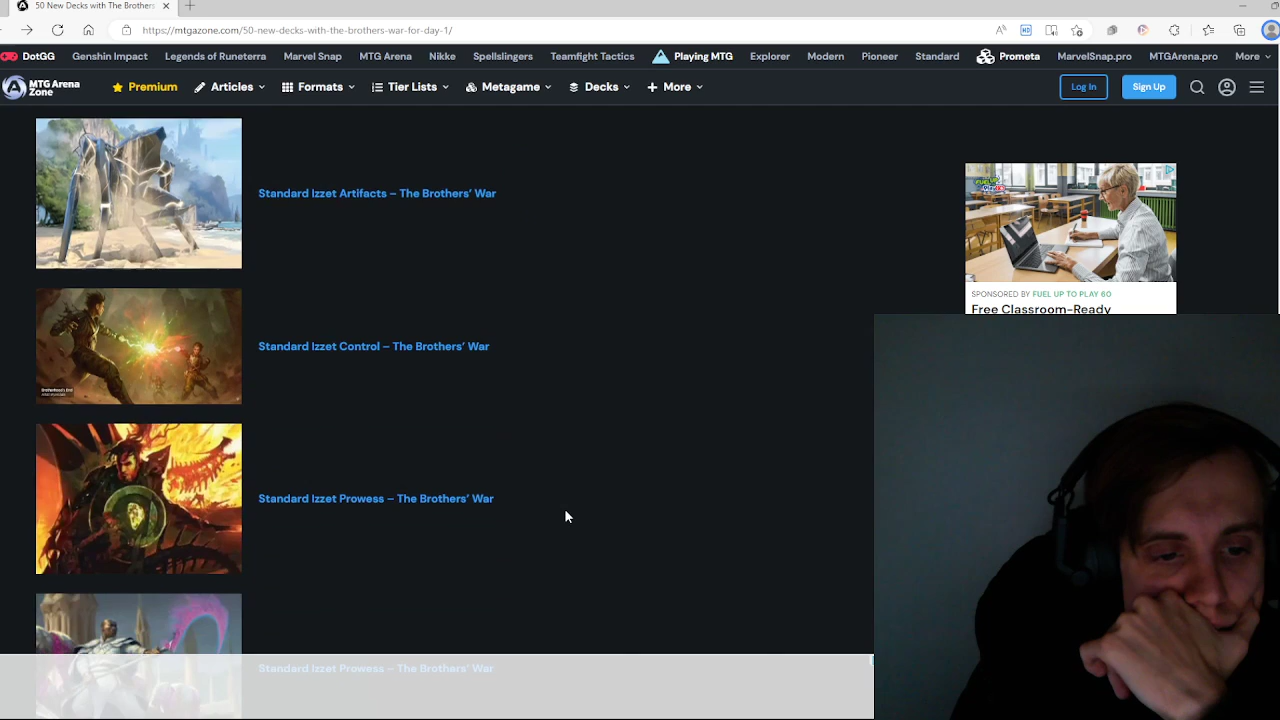 50 New Decks with The Brothers
https://mtgazone.com/50-new-decks-with-the-brothers-war-for-day-1/
DotGG Genshin Impact Legends of Runeterra Marvel Snap MTG Arena Nikke Spellslingers Teamfight Tactics Playing MTG Explorer Modern Pioneer Standard Prometa MarvelSnap.pro MTGArena.pro More
MTG Arena Zone Premium Articles Formats Tier Lists Metagame Decks More Log In Sign Up
Standard Izzet Artifacts – The Brothers’ War
SPONSORED BY FUEL UP TO PLAY 60
Free Classroom-Ready
Standard Izzet Control – The Brothers’ War
Standard Izzet Prowess – The Brothers’ War
Standard Izzet Prowess – The Brothers’ War